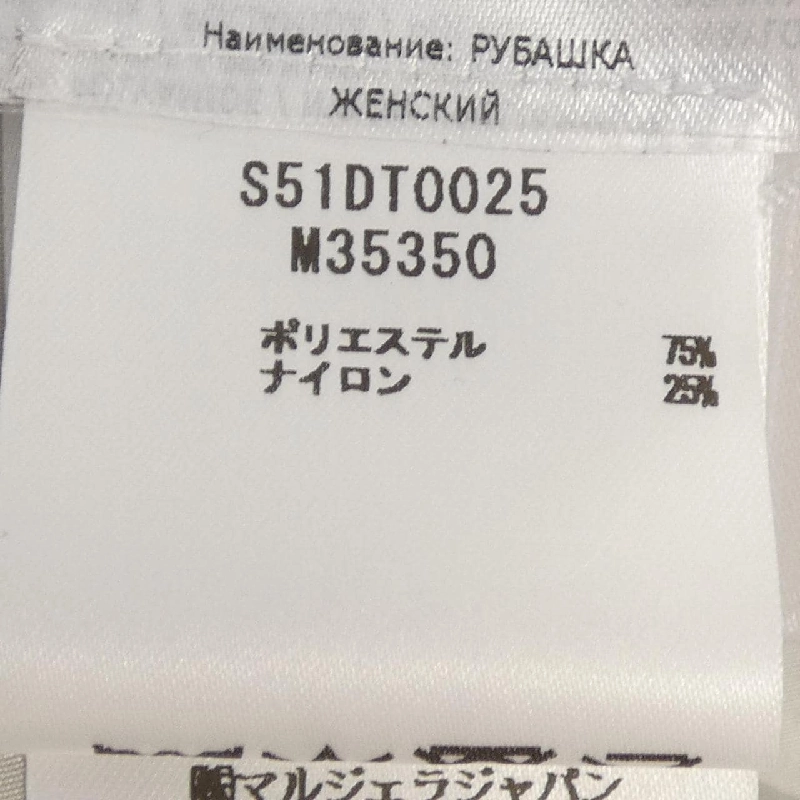 Наименование: РУБАШКА
ЖЕНСКИЙ
S51DT0025
M35350
ポリエステル 75%
ナイロン 25%
マルジェラジャパン